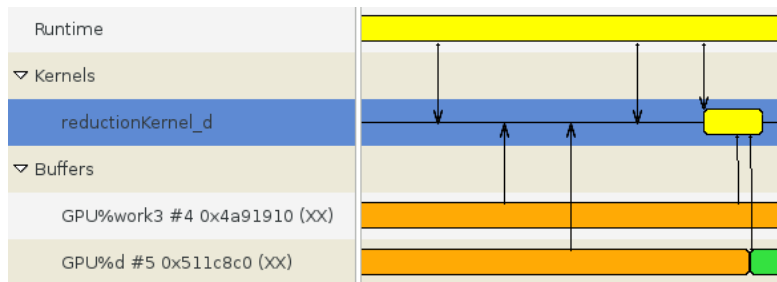 Runtime
Kernels
reductionKernel_d
Buffers
GPU%work3 #4 0x4a91910 (XX)
GPU%d #5 0x511c8c0 (XX)